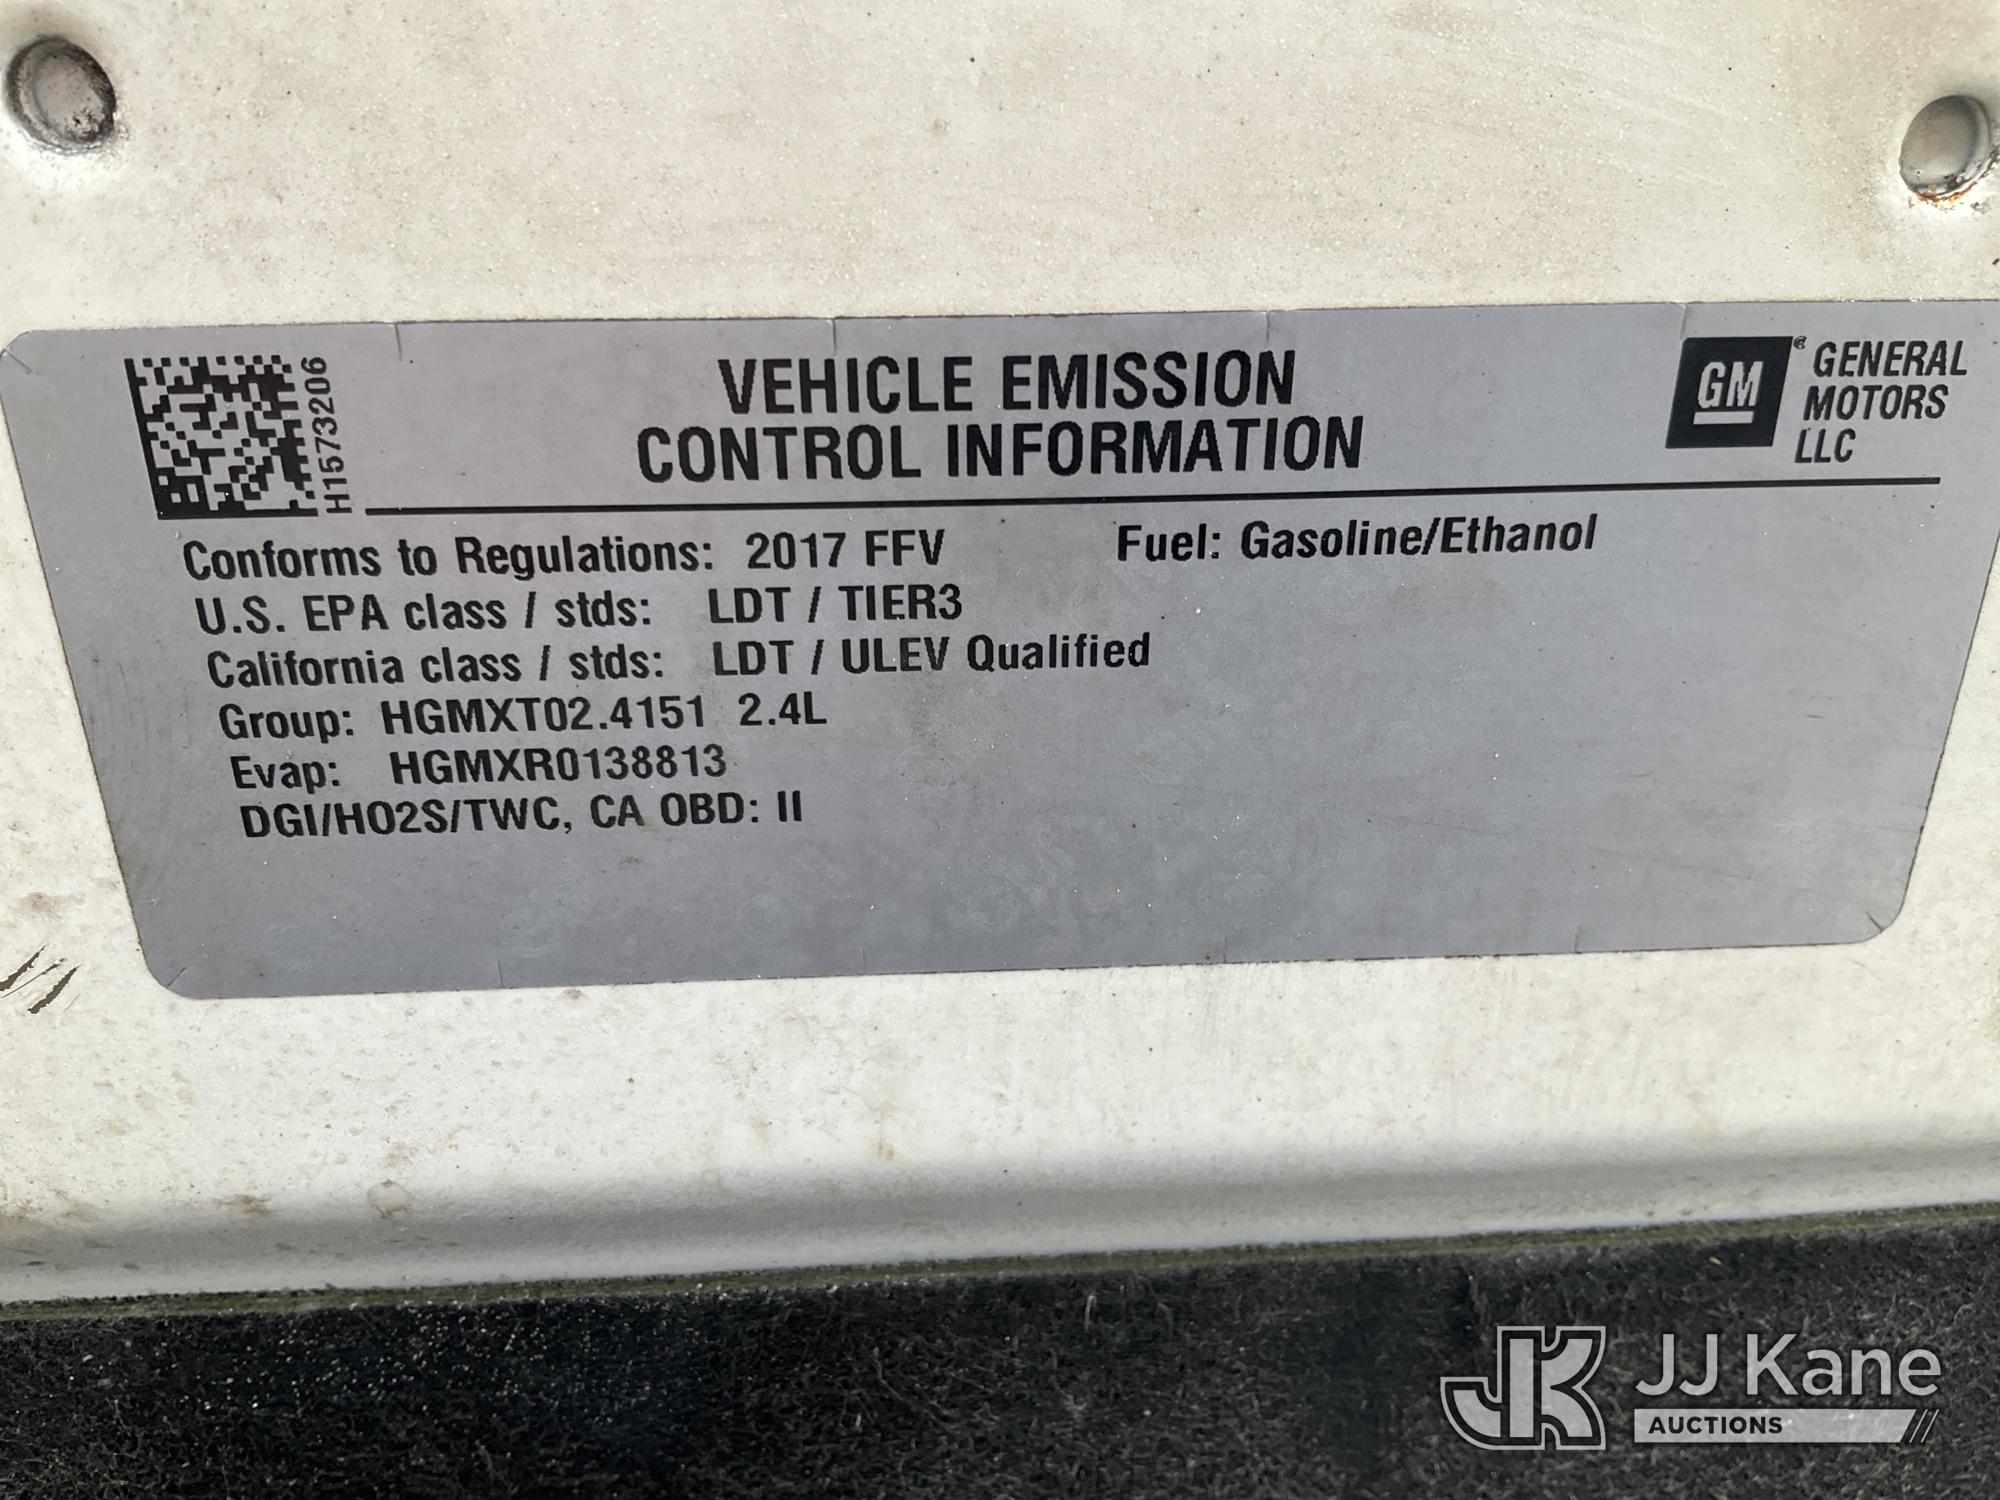 H1573206
VEHICLE EMISSION
CONTROL INFORMATION
GM
® GENERAL
MOTORS
LLC
Conforms to Regulations: 2017 FFV Fuel: Gasoline/Ethanol
U.S. EPA class / stds: LDT / TIER3
California class / stds: LDT / ULEV Qualified
Group: HGMXT02.4151 2.4L
Evap: HGMXR0138813
DGI/HO2S/TWC, CA OBD: II
JK JJ Kane
AUCTIONS